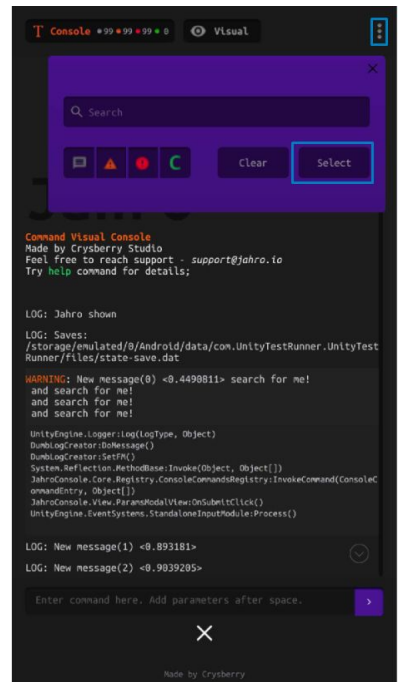 T Console 99 99 99 0 Visual
Search
C Clear Select
Jahro
Command Visual Console
Made by Crysberry Studio
Feel free to reach support - support@jahro.io
Try help command for details;
LOG: Jahro shown
LOG: Saves:
/storage/emulated/0/Android/data/com.UnityTestRunner.UnityTest
Runner/files/state-save.dat
WARNING: New message(0) <0.4490811> search for me!
and search for me!
and search for me!
and search for me!
UnityEngine.Logger:Log(LogType, Object)
DumbLogCreator:DoMessage()
DumbLogCreator:SetFM()
System.Reflection.MethodBase:Invoke(Object, Object[])
JahroConsole.Core.Registry.ConsoleCommandsRegistry:InvokeCommand(ConsoleC
ommandEntry, Object[])
JahroConsole.View.ParamsModalView:OnSubmitClick()
UnityEngine.EventSystems.StandaloneInputModule:Process()
LOG: New message(1) <0.893181>
LOG: New message(2) <0.9039205>
Enter command here. Add parameters after space.
Made by Crysberry